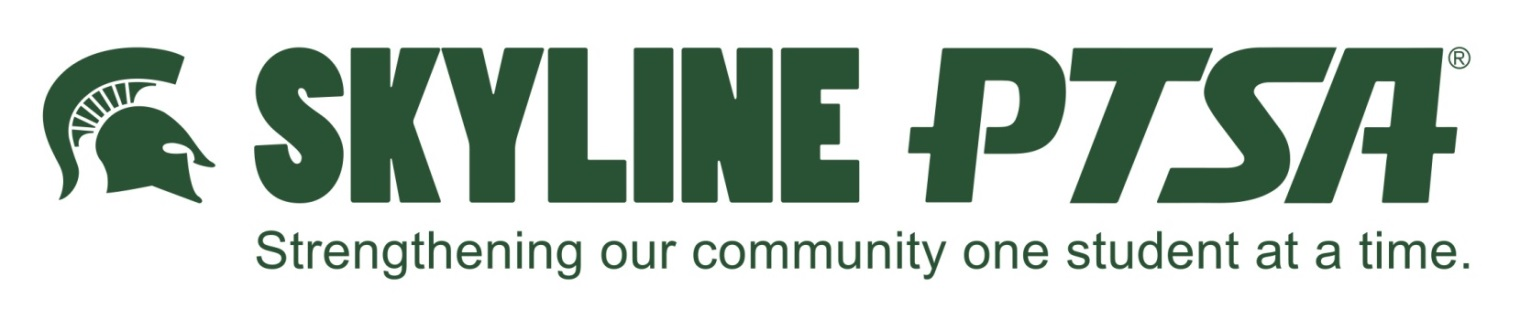 SKYLINE PTSA®
Strengthening our community one student at a time.